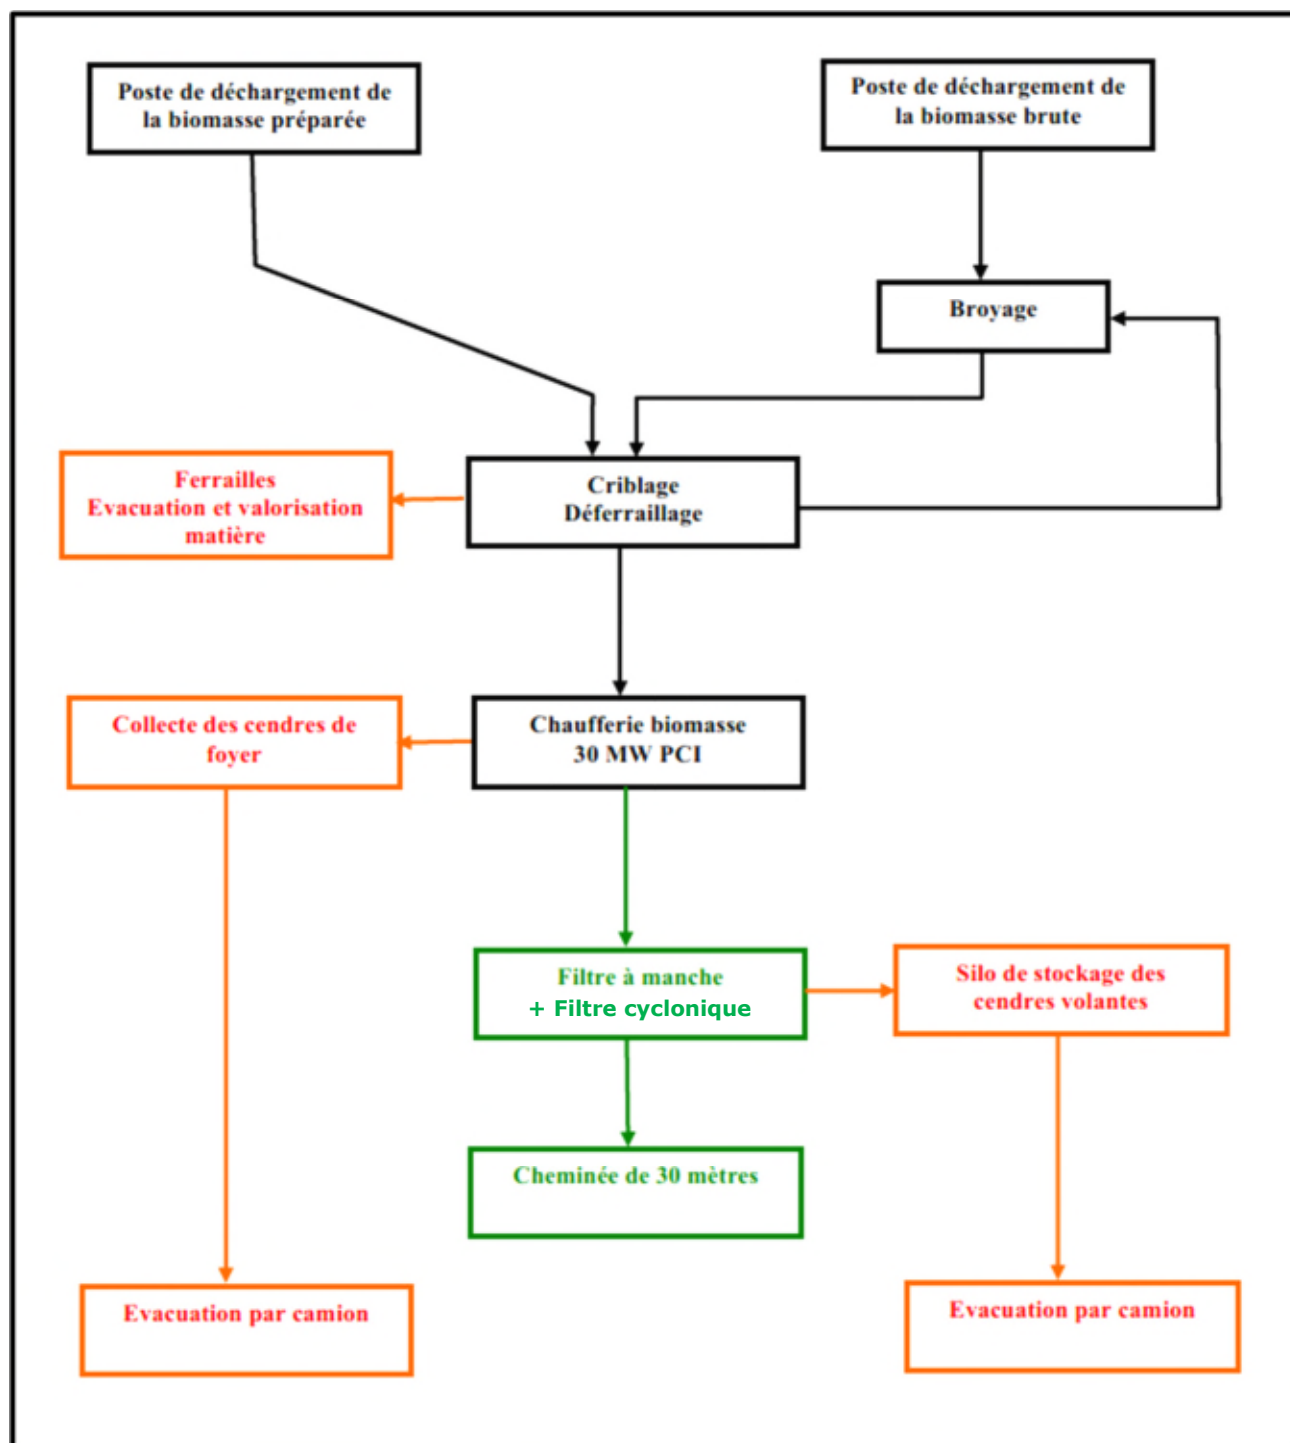 Poste de déchargement de
la biomasse préparée
Poste de déchargement de
la biomasse brute
Broyage
Ferrailles
Evacuation et valorisation
matière
Criblage
Déferraillage
Collecte des cendres de
foyer
Chaufferie biomasse
30 MW PCI
Filtre à manche
+ Filtre cyclonique
Silo de stockage des
cendres volantes
Cheminée de 30 mètres
Evacuation par camion
Evacuation par camion